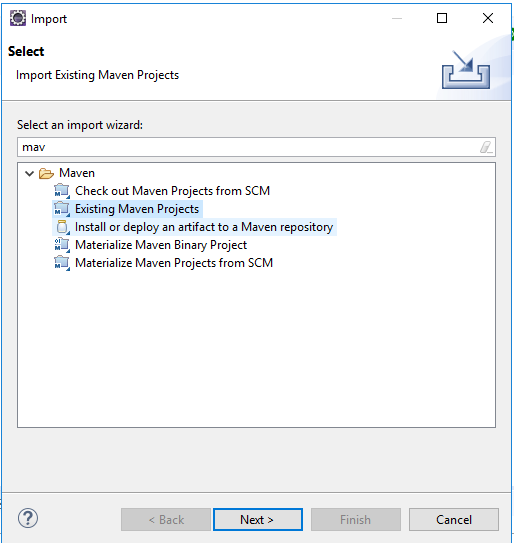 Import
Select
Import Existing Maven Projects
Select an import wizard:
mav
Maven
Check out Maven Projects from SCM
Existing Maven Projects
Install or deploy an artifact to a Maven repository
Materialize Maven Binary Project
Materialize Maven Projects from SCM
< Back
Next >
Finish
Cancel